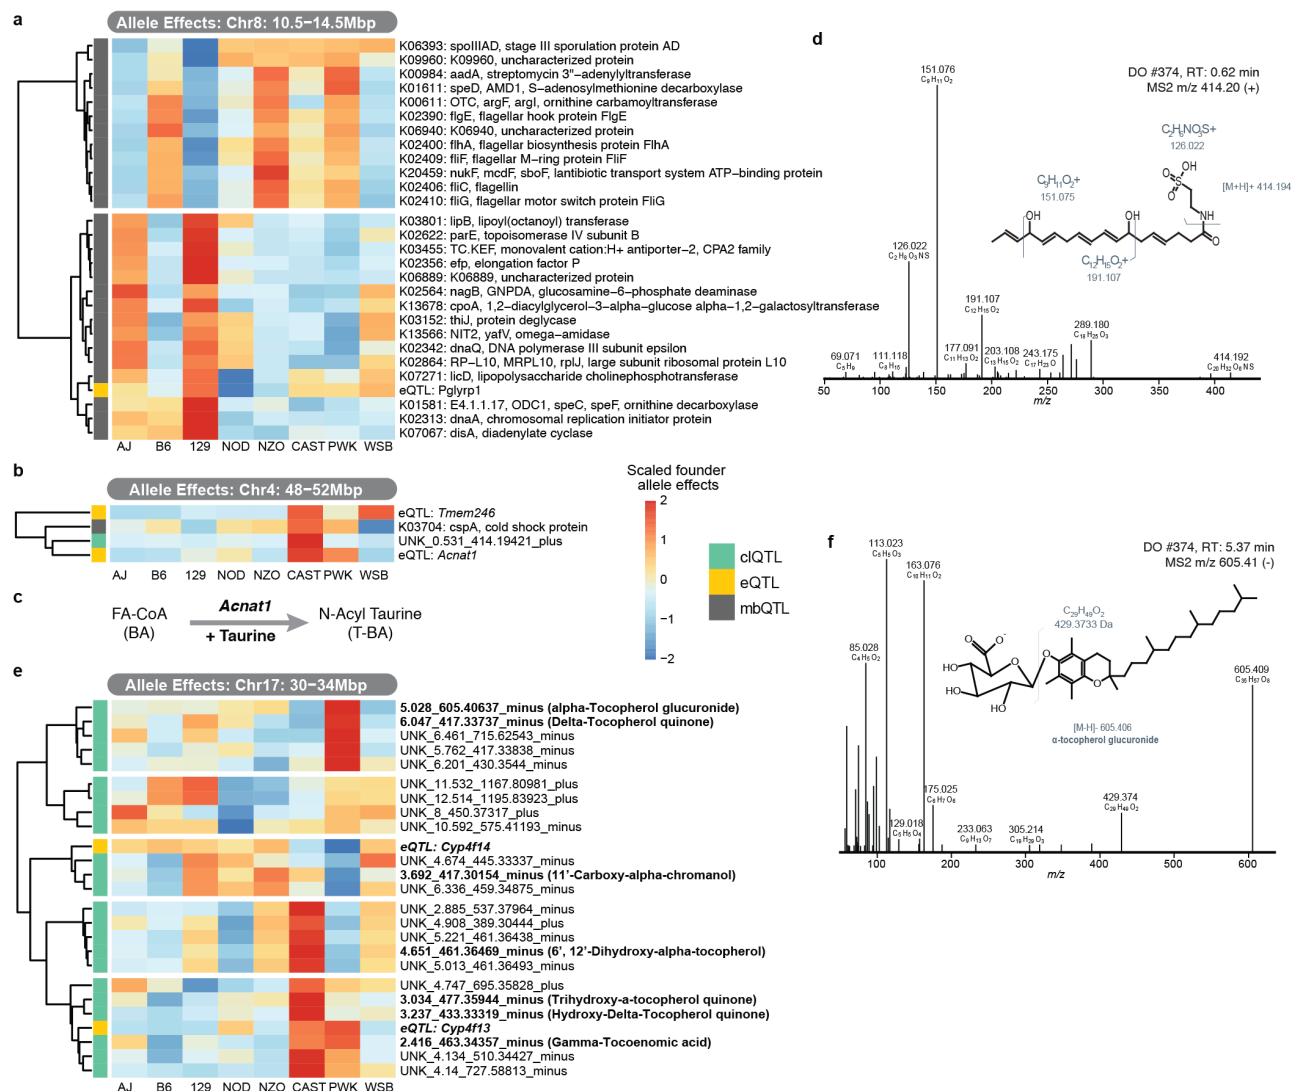 a
Allele Effects: Chr8: 10.5−14.5Mbp
K06393: spoIIIAD, stage III sporulation protein AD
K09960: K09960, uncharacterized protein
K00984: aadA, streptomycin 3"−adenylyltransferase
K01611: speD, AMD1, S−adenosylmethionine decarboxylase
K00611: OTC, argF, argI, ornithine carbamoyltransferase
K02390: flgE, flagellar hook protein FlgE
K06940: K06940, uncharacterized protein
K02400: flhA, flagellar biosynthesis protein FlhA
K02409: fliF, flagellar M−ring protein FliF
K20459: nukF, mcdF, sboF, lantibiotic transport system ATP−binding protein
K02406: fliC, flagellin
K02410: fliG, flagellar motor switch protein FliG
K03801: lipB, lipoyl(octanoyl) transferase
K02622: parE, topoisomerase IV subunit B
K03455: TC.KEF, monovalent cation:H+ antiporter−2, CPA2 family
K02356: efp, elongation factor P
K06889: K06889, uncharacterized protein
K02564: nagB, GNPDA, glucosamine−6−phosphate deaminase
K13678: cpoA, 1,2−diacylglycerol−3−alpha−glucose alpha−1,2−galactosyltransferase
K03152: thiJ, protein deglycase
K13566: NIT2, yafV, omega−amidase
K02342: dnaQ, DNA polymerase III subunit epsilon
K02864: RP−L10, MRPL10, rplJ, large subunit ribosomal protein L10
K07271: licD, lipopolysaccharide cholinephosphotransferase
eQTL: Pglyrp1
K01581: E4.1.1.17, ODC1, speC, speF, ornithine decarboxylase
K02313: dnaA, chromosomal replication initiator protein
K07067: disA, diadenylate cyclase
AJ B6 129 NOD NZO CAST PWK WSB
b
Allele Effects: Chr4: 48−52Mbp
eQTL: Tmem246
K03704: cspA, cold shock protein
UNK_0.531_414.19421_plus
eQTL: Acnat1
AJ B6 129 NOD NZO CAST PWK WSB
c
FA-CoA
(BA)
Acnat1
+ Taurine
N-Acyl Taurine
(T-BA)
Scaled founder
allele effects
2
1
0
−1
−2
clQTL
eQTL
mbQTL
d
DO #374, RT: 0.62 min
MS2 m/z 414.20 (+)
151.076
C9H11O2
126.022
C2H8O3NS
191.107
C12H15O2
289.180
C18H25O3
177.091
C11H13O2
203.108
C13H15O2
243.175
C17H23O
69.071
C5H9
111.118
C8H15
414.192
C20H32O6NS
C2H6NO3S+
126.022
[M+H]+ 414.194
C9H11O2+
151.075
C12H15O2+
191.107
OH
OH
O
O
S
OH
NH
O
50 100 150 200 250 300 350 400
m/z
e
Allele Effects: Chr17: 30−34Mbp
5.028_605.40637_minus (alpha-Tocopherol glucuronide)
6.047_417.33737_minus (Delta-Tocopherol quinone)
UNK_6.461_715.62543_minus
UNK_5.762_417.33838_minus
UNK_6.201_430.3544_minus
UNK_11.532_1167.80981_plus
UNK_12.514_1195.83923_plus
UNK_8_450.37317_plus
UNK_10.592_575.41193_minus
eQTL: Cyp4f14
UNK_4.674_445.33337_minus
3.692_417.30154_minus (11'-Carboxy-alpha-chromanol)
UNK_6.336_459.34875_minus
UNK_2.885_537.37964_minus
UNK_4.908_389.30444_plus
UNK_5.221_461.36438_minus
4.651_461.36469_minus (6', 12'-Dihydroxy-alpha-tocopherol)
UNK_5.013_461.36493_minus
UNK_4.747_695.35828_plus
3.034_477.35944_minus (Trihydroxy-a-tocopherol quinone)
3.237_433.33319_minus (Hydroxy-Delta-Tocopherol quinone)
eQTL: Cyp4f13
2.416_463.34357_minus (Gamma-Tocoenomic acid)
UNK_4.134_510.34427_minus
UNK_4.14_727.58813_minus
AJ B6 129 NOD NZO CAST PWK WSB
f
DO #374, RT: 5.37 min
MS2 m/z 605.41 (-)
113.023
C5H5O3
163.076
C10H11O2
85.028
C4H5O2
175.025
C6H7O6
129.018
C5H5O4
233.063
C9H13O7
305.214
C19H29O3
429.374
C29H49O2
605.409
C35H57O8
C29H49O2
429.3733 Da
O
O-
HO
HO
OH
O
O
O
[M-H]- 605.406
α-tocopherol glucuronide
100 200 300 400 500 600
m/z